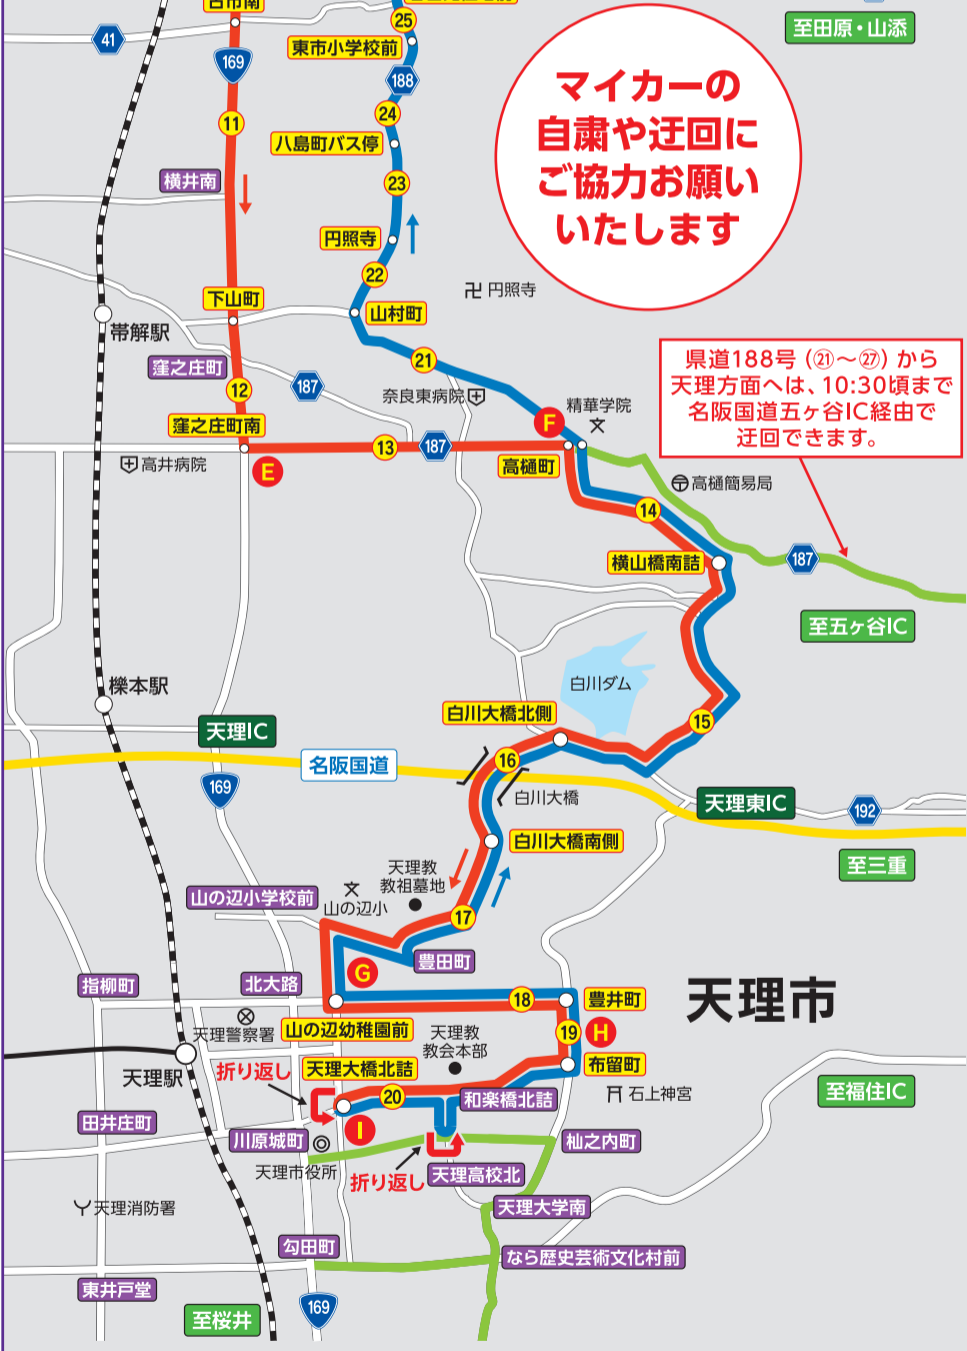 25
東市小学校前
至田原・山添
41
169
188
マイカーの
自粛や迂回に
ご協力お願い
いたします
24
11
八島町バス停
横井南
23
円照寺
22
卍 円照寺
下山町
山村町
帯解駅
県道188号（㉑～㉗）から
天理方面へは、10:30頃まで
名阪国道五ヶ谷IC経由で
迂回できます。
窪之庄町
21
12
187
奈良東病院
精華学院
文
窪之庄町南
F
13
187
高井病院
E
高樋町
高樋簡易局
14
横山橋南詰
187
至五ヶ谷IC
櫟本駅
白川ダム
白川大橋北側
15
天理IC
名阪国道
16
169
白川大橋
天理東IC
192
白川大橋南側
至三重
天理教
教祖墓地
文
山の辺小学校前
山の辺小
17
豊田町
G
指柳町
北大路
18
豊井町
天理市
天理警察署
山の辺幼稚園前
天理教
教会本部
19
H
天理駅
折り返し
天理大橋北詰
布留町
20
和楽橋北詰
石上神宮
至福住IC
田井庄町
I
川原城町
杣之内町
天理市役所
折り返し
天理高校北
天理消防署
天理大学南
勾田町
なら歴史芸術文化村前
東井戸堂
169
至桜井